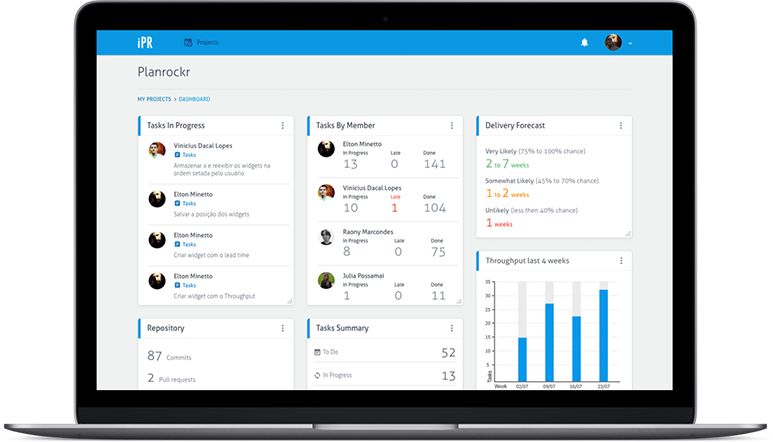 iPR
Projects
Planrockr
MY PROJECTS > DASHBOARD
Tasks In Progress
Vinicius Dacal Lopes
Tasks
Armazenar a e reexibir os widgets na
ordem setada pelo usuário
Elton Minetto
Tasks
Salvar a posição dos widgets
Elton Minetto
Tasks
Criar widget com o lead time
Elton Minetto
Tasks
Criar widget com o Throughput
Tasks By Member
Elton Minetto
In Progress Late Done
13 0 141
Vinicius Dacal Lopes
In Progress Late Done
10 1 104
Raony Marcondes
In Progress Late Done
8 0 75
Julia Possamai
In Progress Late Done
1 0 11
Delivery Forecast
Very Likely (75% to 100% chance)
2 to 7 weeks
Somewhat Likely (45% to 70% chance)
1 to 2 weeks
Unlikely (less then 40% chance)
1 weeks
Throughput last 4 weeks
35
30
25
20
15
10
5
Tasks
Week 02/07 09/07 16/07 23/07
Repository
87 Commits
2 Pull requests
Tasks Summary
To Do 52
In Progress 13